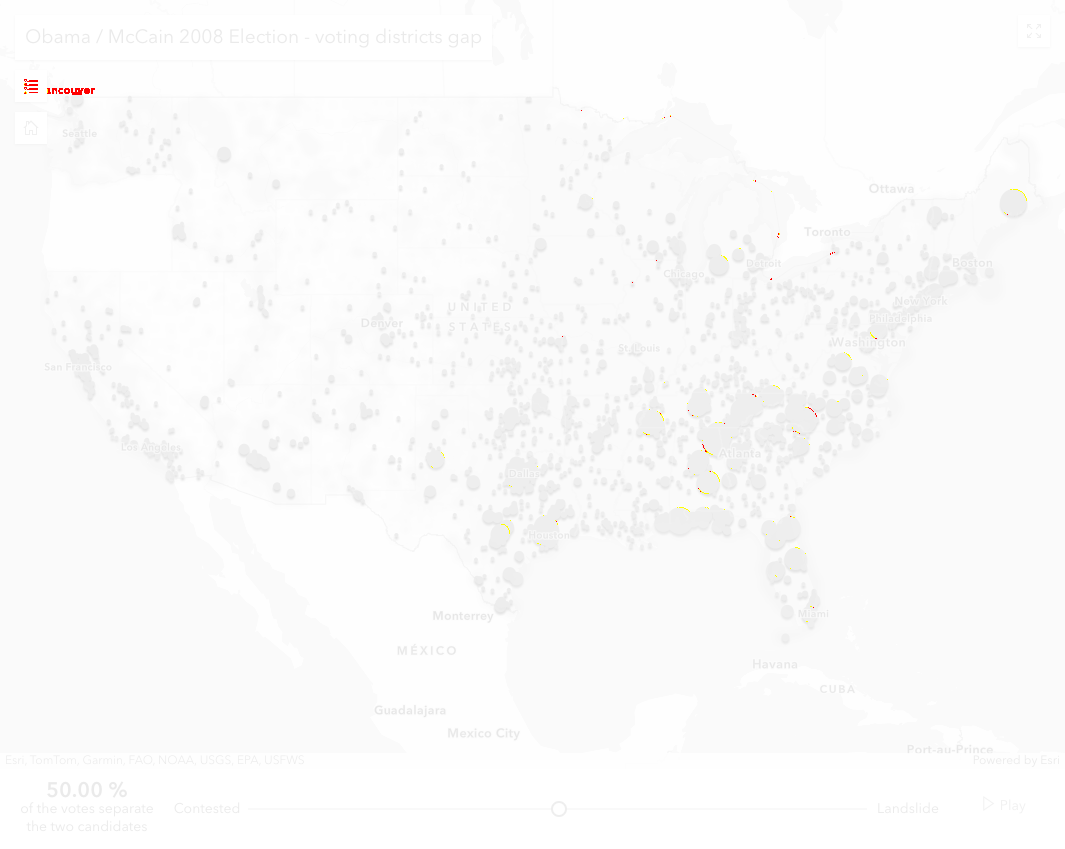 Obama / McCain 2008 Election - voting districts gap
ancouver
Seattle
Ottawa
Toronto
Boston
Detroit
Chicago
New York
Philadelphia
UNITED
STATES
Denver
Washington
St. Louis
San Francisco
Los Angeles
Atlanta
Dallas
Houston
Monterrey
Miami
MÉXICO
Havana
CUBA
Guadalajara
Mexico City
Port-au-Prince
Esri, TomTom, Garmin, FAO, NOAA, USGS, EPA, USFWS
Powered by Esri
50.00 %
of the votes separate
the two candidates
Contested
Landslide
Play